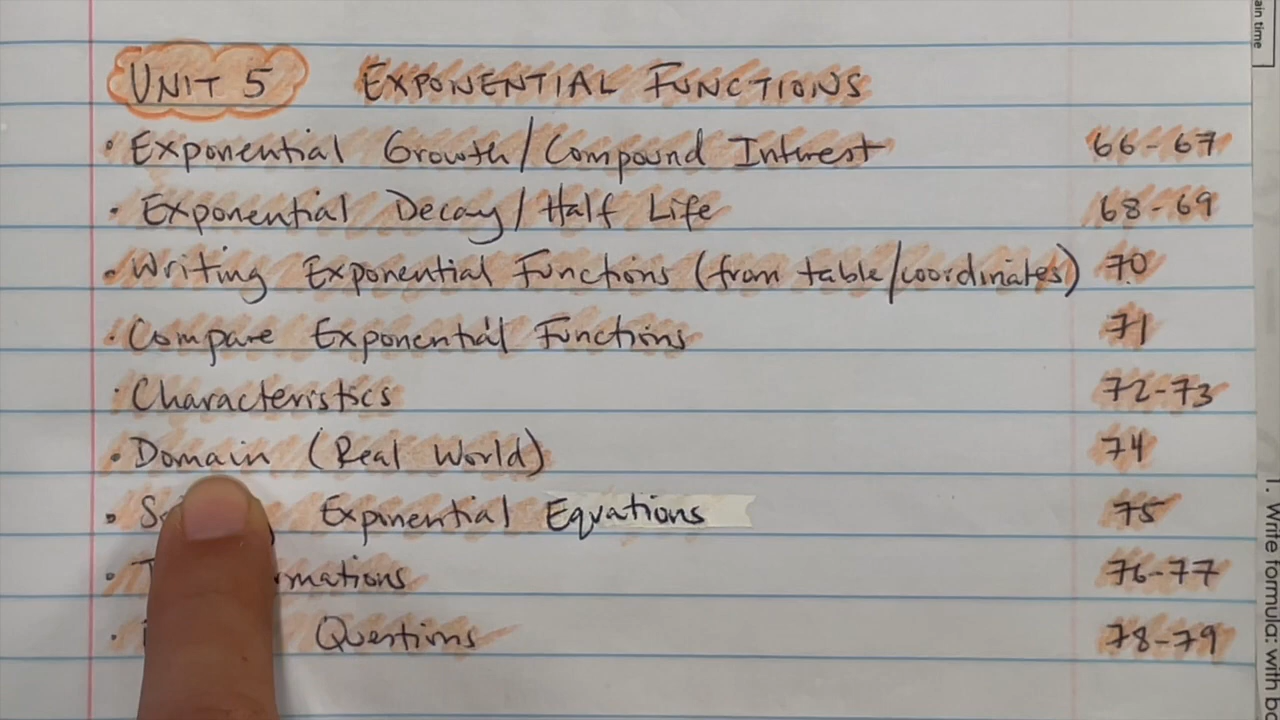 UNIT 5 EXPONENTIAL FUNCTIONS
• Exponential Growth/Compound Interest 66-67
• Exponential Decay/Half Life 68-69
• Writing Exponential Functions (from table/coordinates) 70
• Compare Exponential Functions 71
• Characteristics 72-73
• Domain (Real World) 74
• Exponential Equations 75
• 76-77
• Questions 78-79
ain time
1. Write formula: with